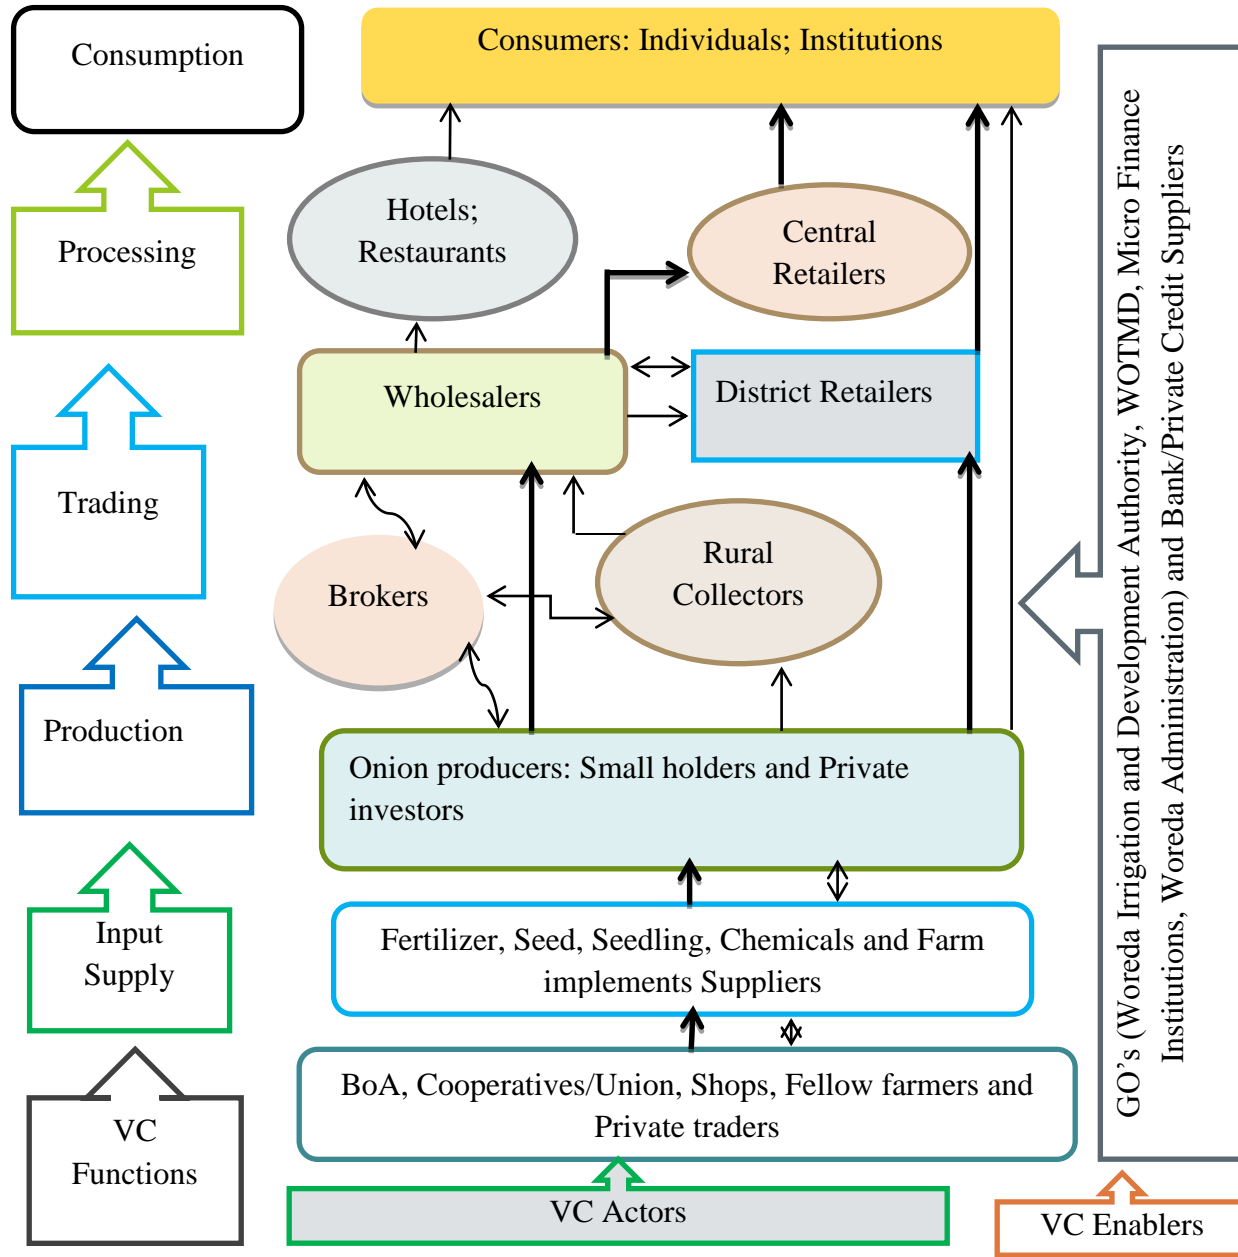 Consumption
Consumers: Individuals; Institutions
Processing
Hotels;
Restaurants
Central
Retailers
Trading
Wholesalers
District Retailers
Brokers
Rural
Collectors
Production
Onion producers: Small holders and Private
investors
Input
Supply
Fertilizer, Seed, Seedling, Chemicals and Farm
implements Suppliers
VC
Functions
BoA, Cooperatives/Union, Shops, Fellow farmers and
Private traders
VC Actors
GO's (Woreda Irrigation and Development Authority, WOTMD, Micro Finance
Institutions, Woreda Administration) and Bank/Private Credit Suppliers
VC Enablers